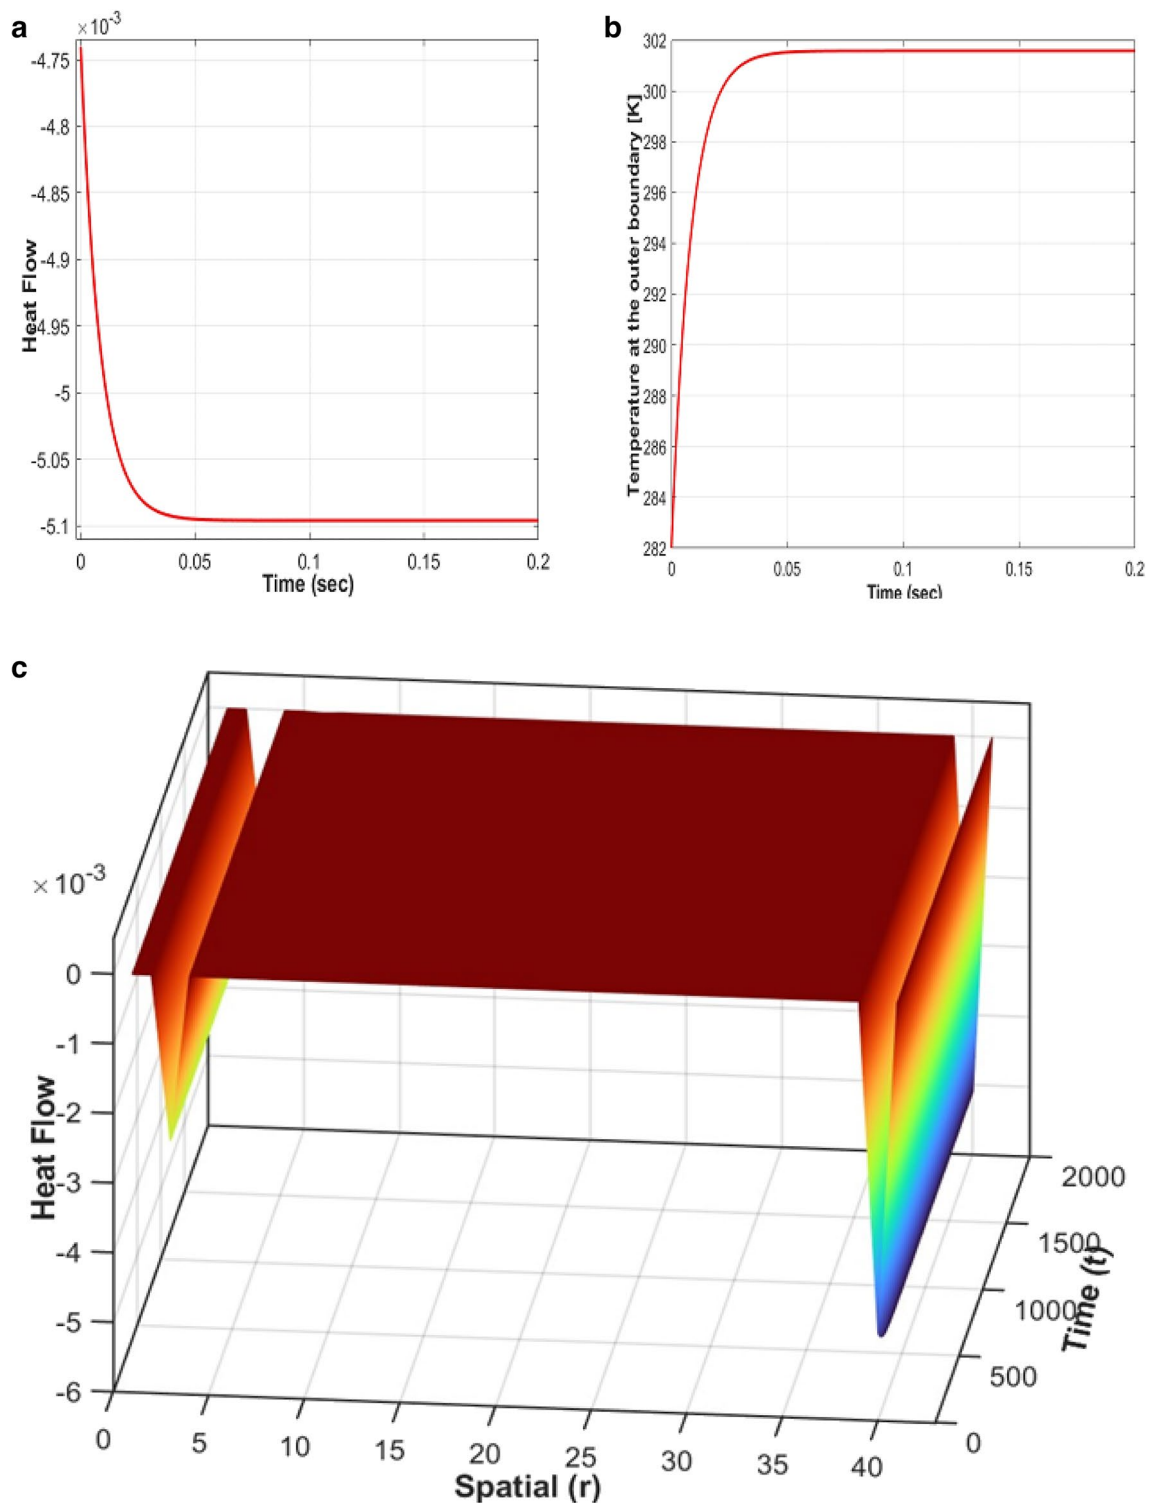 a
×10-3
-4.75
-4.8
-4.85
-4.9
-4.95
-5
-5.05
-5.1
Heat Flow
0 0.05 0.1 0.15 0.2
Time (sec)
b
302
300
298
296
294
292
290
288
286
284
282
Temperature at the outer boundary [K]
0 0.05 0.1 0.15 0.2
Time (sec)
c
×10-3
0
-1
-2
-3
-4
-5
-6
Heat Flow
0 5 10 15 20 25 30 35 40
Spatial (r)
0
500
1000
1500
2000
Time (t)